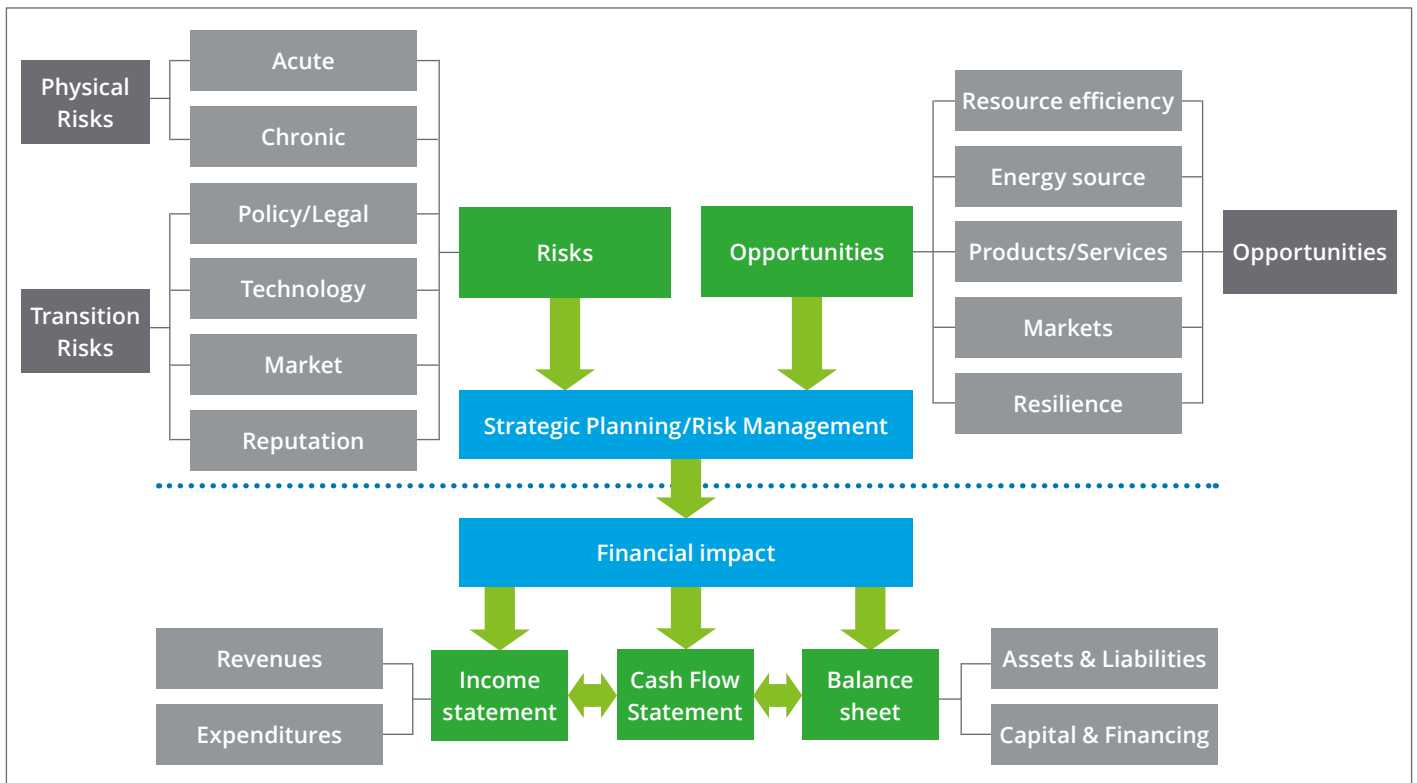 Physical
Risks
Acute
Chronic
Transition
Risks
Policy/Legal
Technology
Market
Reputation
Risks
Opportunities
Resource efficiency
Energy source
Products/Services
Markets
Resilience
Opportunities
Strategic Planning/Risk Management
Financial impact
Revenues
Expenditures
Income
statement
Cash Flow
Statement
Balance
sheet
Assets & Liabilities
Capital & Financing